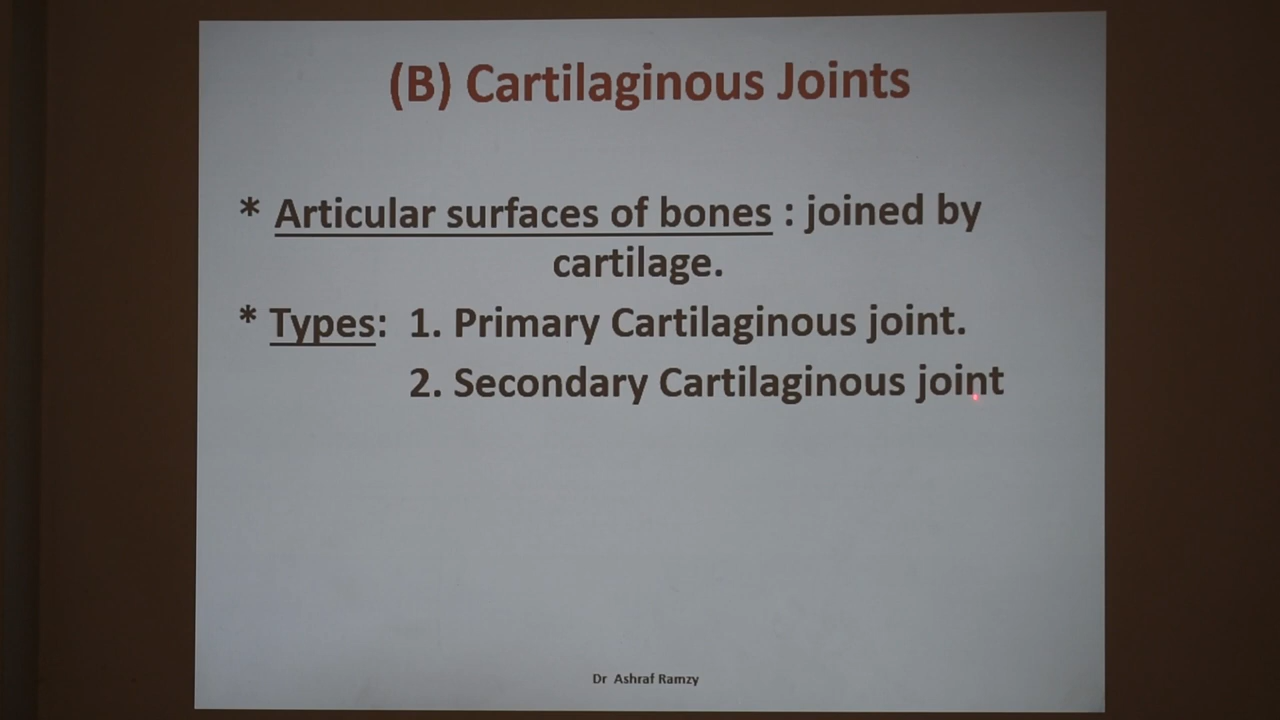 (B) Cartilaginous Joints
* Articular surfaces of bones : joined by
cartilage.
* Types: 1. Primary Cartilaginous joint.
2. Secondary Cartilaginous joint
Dr Ashraf Ramzy